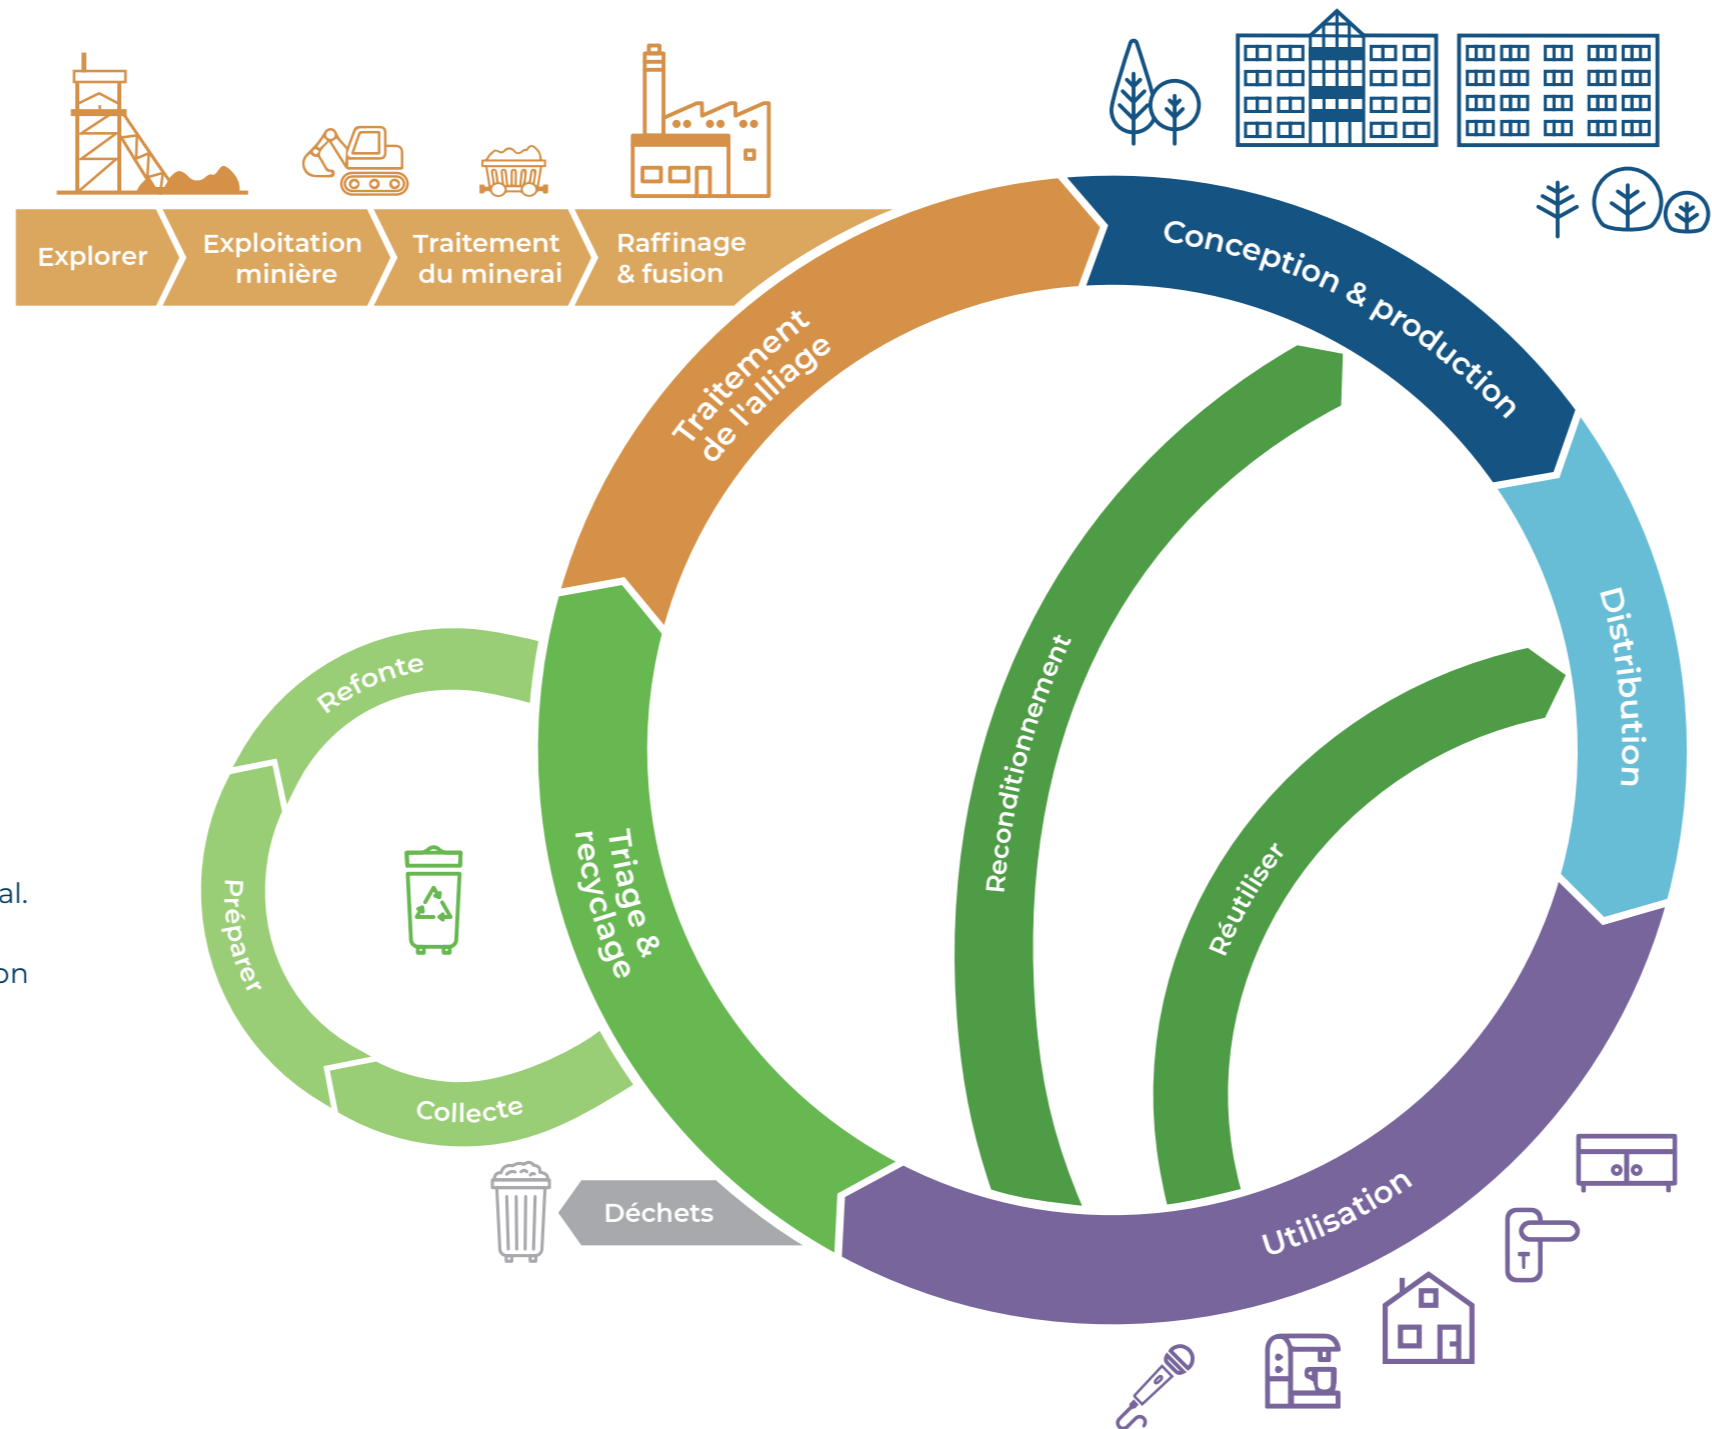 Explorer
Exploitation
minière
Traitement
du minerai
Raffinage
& fusion
Traitement
de l'alliage
Conception & production
Distribution
Utilisation
Réutiliser
Reconditionnement
Triage &
recyclage
Refonte
Préparer
Collecte
Déchets
al.
on